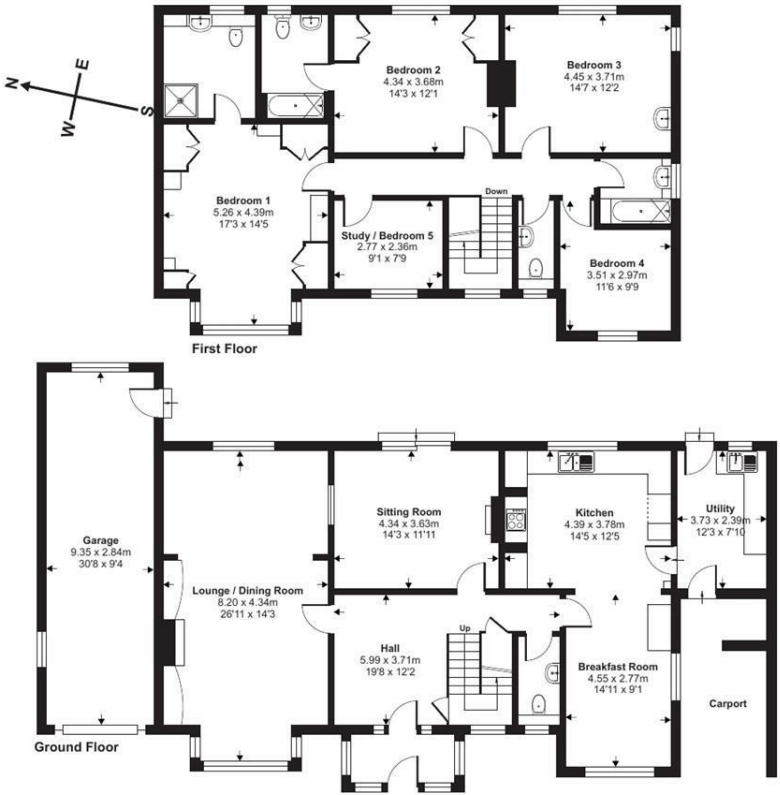 N
E
W
S
Bedroom 2
4.34 x 3.68m
14'3 x 12'1
Bedroom 3
4.45 x 3.71m
14'7 x 12'2
Bedroom 1
5.26 x 4.39m
17'3 x 14'5
Down
Study / Bedroom 5
2.77 x 2.36m
9'1 x 7'9
Bedroom 4
3.51 x 2.97m
11'6 x 9'9
First Floor
Garage
9.35 x 2.84m
30'8 x 9'4
Lounge / Dining Room
8.20 x 4.34m
26'11 x 14'3
Sitting Room
4.34 x 3.63m
14'3 x 11'11
Kitchen
4.39 x 3.78m
14'5 x 12'5
Utility
3.73 x 2.39m
12'3 x 7'10
Hall
5.99 x 3.71m
19'8 x 12'2
Up
Breakfast Room
4.55 x 2.77m
14'11 x 9'1
Carport
Ground Floor